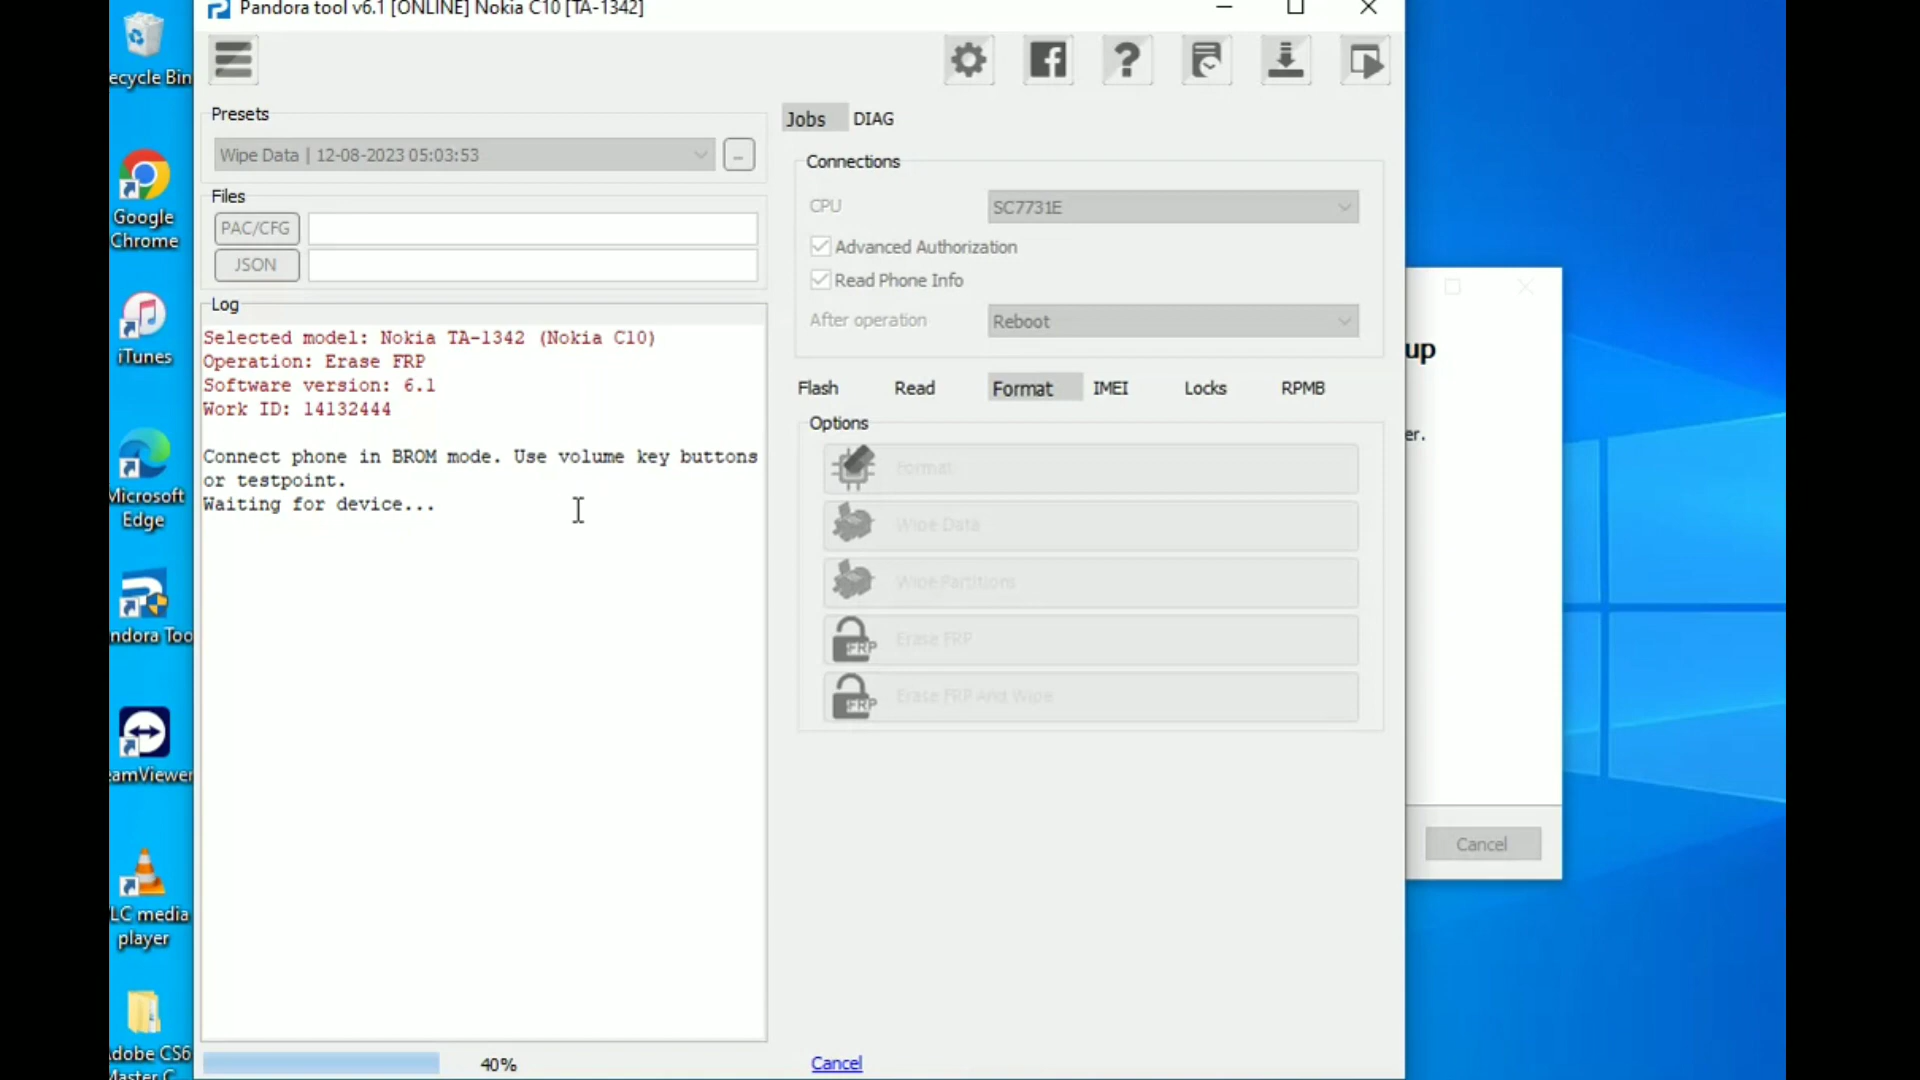 Pandora tool v6.1 [ONLINE] Nokia C10 [TA-1342]
Presets
Wipe Data | 12-08-2023 05:03:53
...
Files
PAC/CFG
JSON
Log
Selected model: Nokia TA-1342 (Nokia C10)
Operation: Erase FRP
Software version: 6.1
Work ID: 14132444
Connect phone in BROM mode. Use volume key buttons
or testpoint.
Waiting for device...
40%
Cancel
Jobs DIAG
Connections
CPU SC7731E
Advanced Authorization
Read Phone Info
After operation Reboot
Flash Read Format IMEI Locks RPMB
Options
Format
Wipe Data
Wipe Partitions
FRP Erase FRP
FRP Erase FRP And Wipe
up
er.
Cancel
ecycle Bin
Google
Chrome
iTunes
Microsoft
Edge
ndora Too
eamViewer
LC media
player
Adobe CS6
Master C